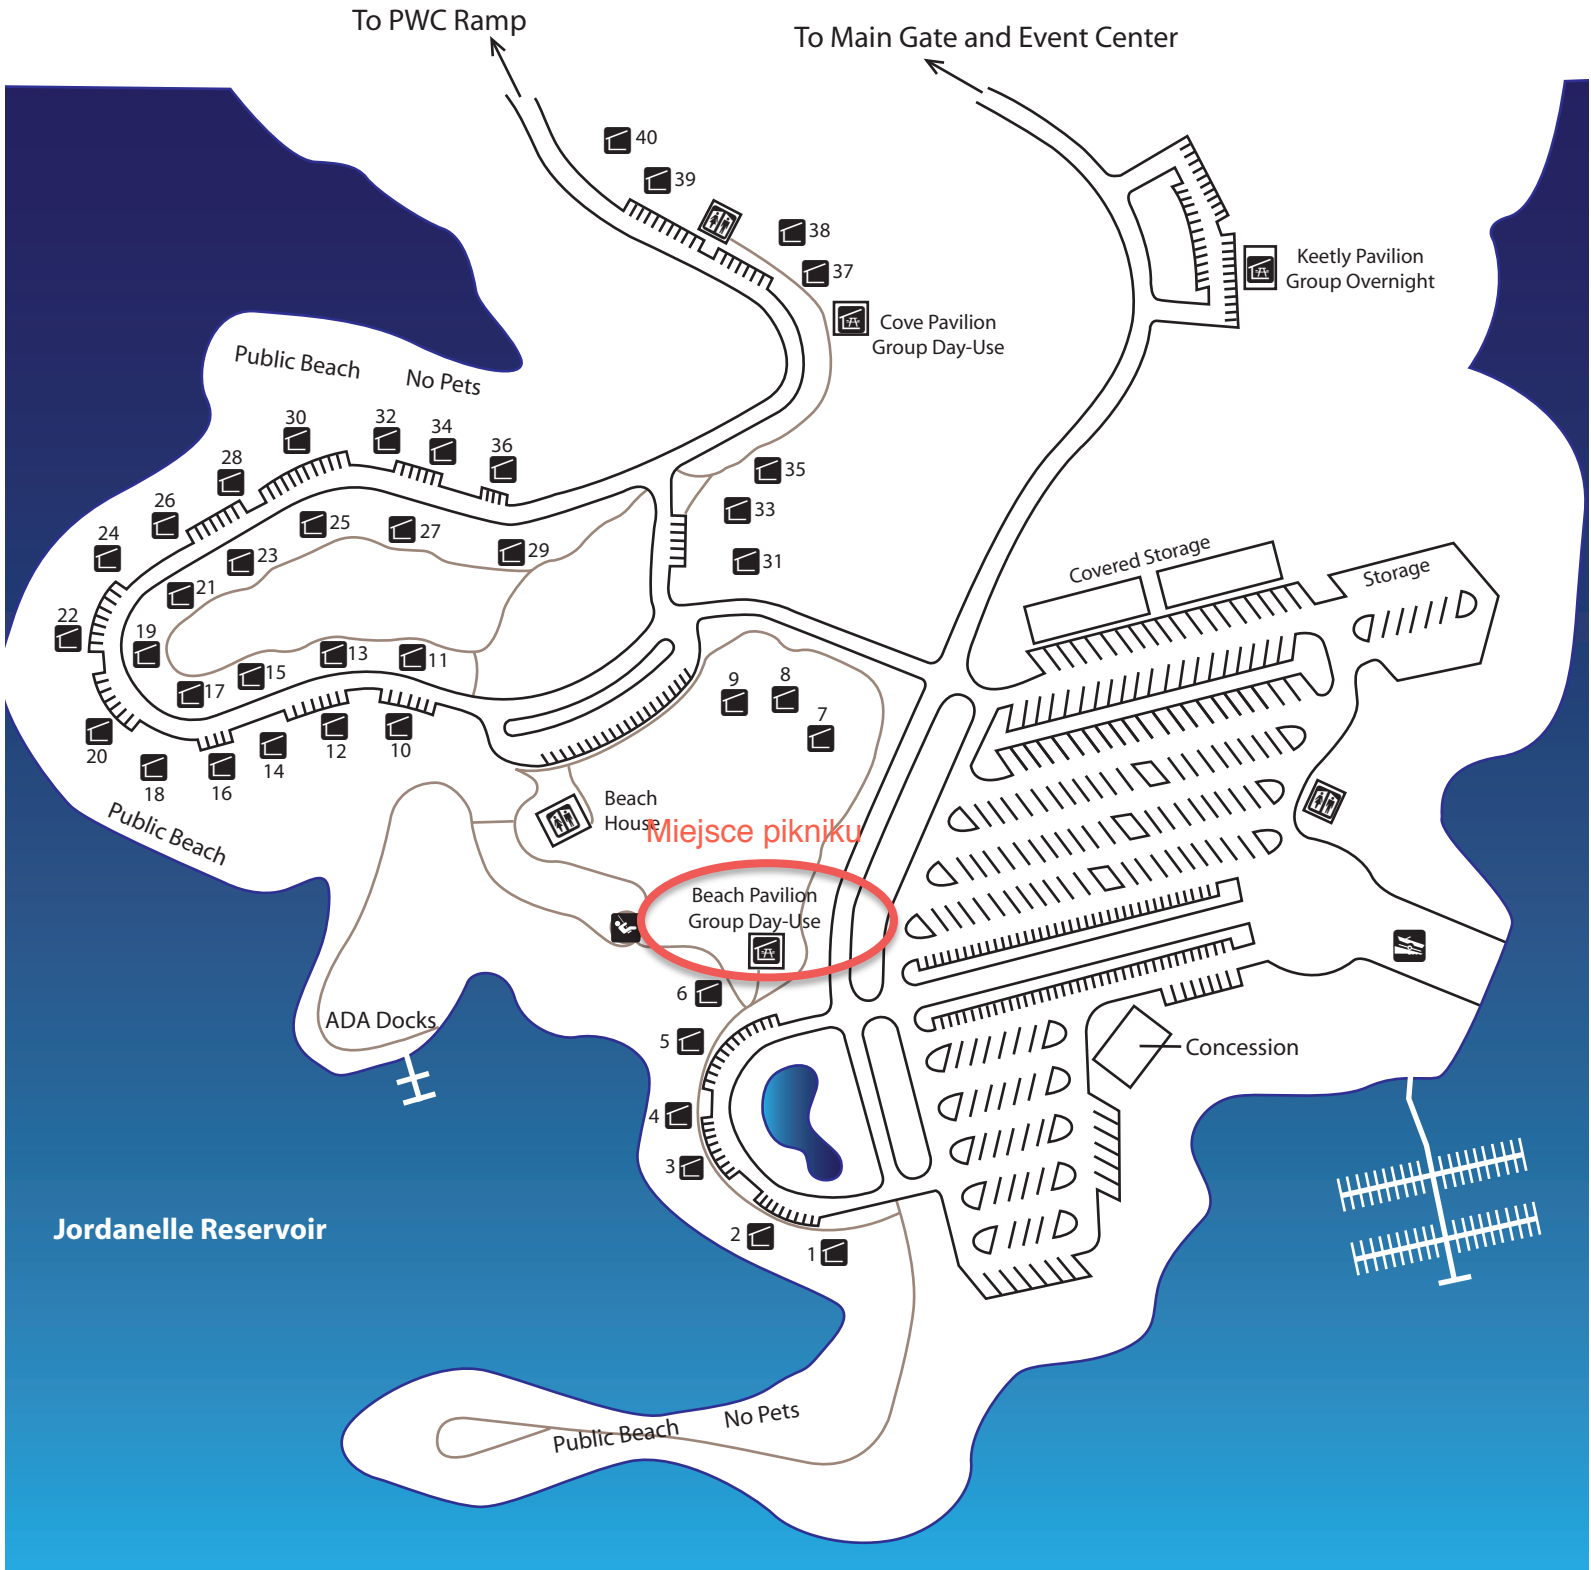 To PWC Ramp
To Main Gate and Event Center
40
39
38
37
Keetly Pavilion
Group Overnight
Cove Pavilion
Group Day-Use
Public Beach
No Pets
30
32
34
36
28
26
24
35
33
31
25
27
29
23
21
22
19
13
11
15
17
20
18
16
14
12
10
Covered Storage
Storage
9
8
7
Public Beach
Beach
House
Miejsce pikniku
Beach Pavilion
Group Day-Use
6
5
4
3
2
1
ADA Docks
Concession
Jordanelle Reservoir
Public Beach
No Pets